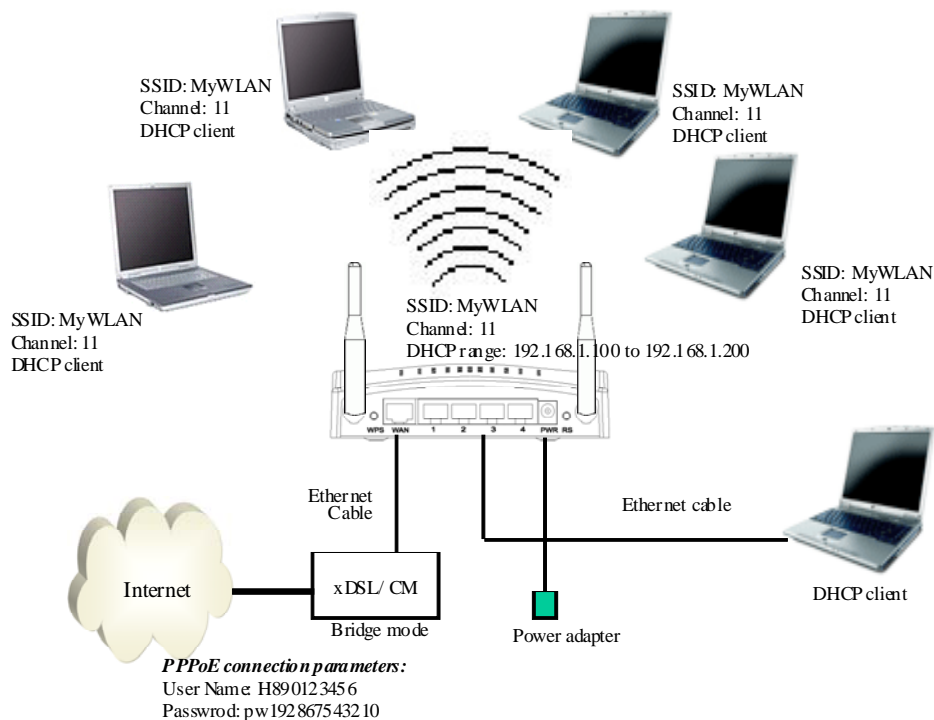 SSID: MyWLAN
Channel: 11
DHCP client
SSID: MyWLAN
Channel: 11
DHCP client
SSID: MyWLAN
Channel: 11
DHCP client
SSID: MyWLAN
Channel: 11
DHCP client
SSID: MyWLAN
Channel: 11
DHCP range: 192.168.1.100 to 192.168.1.200
WPS WAN 1 2 3 4 PWR RS
Ethernet
Cable
Ethernet cable
Internet
xDSL/CM
Bridge mode
Power adapter
DHCP client
PPPoE connection parameters:
User Name: H890123456
Passwrod: pw192867543210